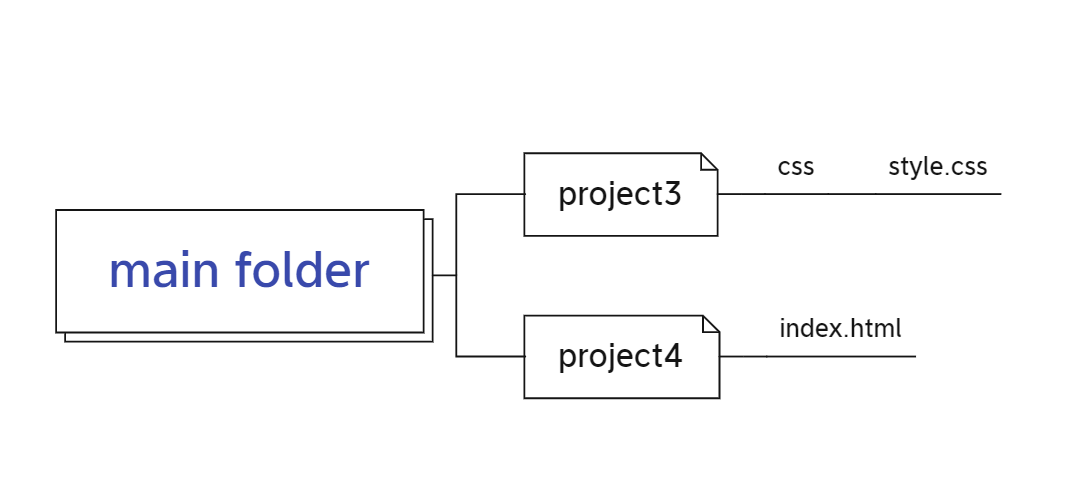 main folder
project3
css
style.css
project4
index.html